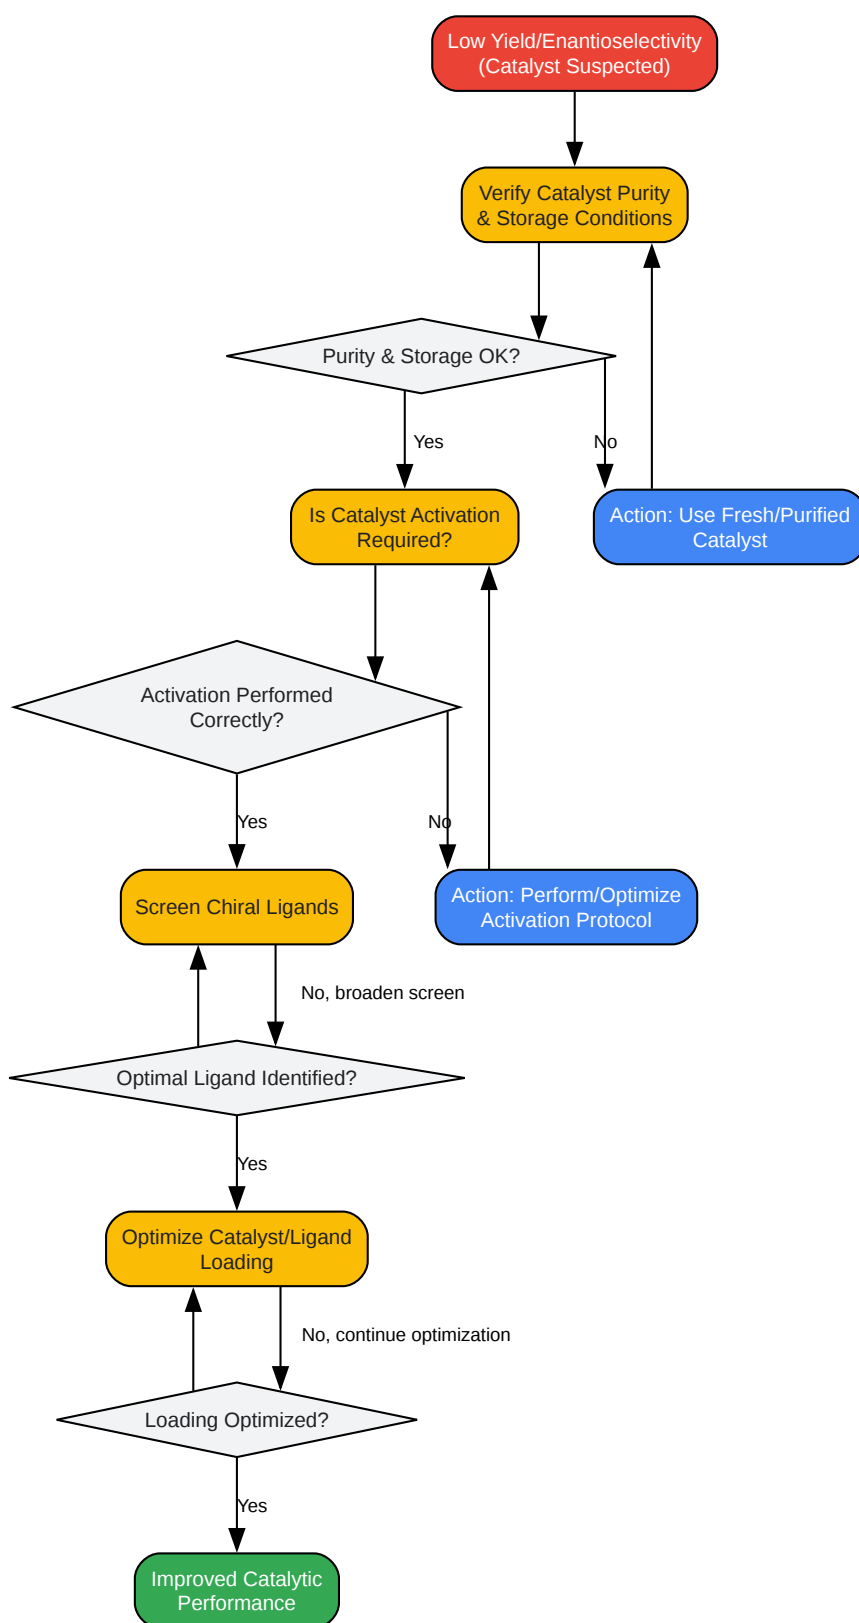 Low Yield/Enantioselectivity
(Catalyst Suspected)
Verify Catalyst Purity
& Storage Conditions
Purity & Storage OK?
Yes
No
Is Catalyst Activation
Required?
Action: Use Fresh/Purified
Catalyst
Activation Performed
Correctly?
Yes
No
Screen Chiral Ligands
Action: Perform/Optimize
Activation Protocol
No, broaden screen
Optimal Ligand Identified?
Yes
Optimize Catalyst/Ligand
Loading
No, continue optimization
Loading Optimized?
Yes
Improved Catalytic
Performance